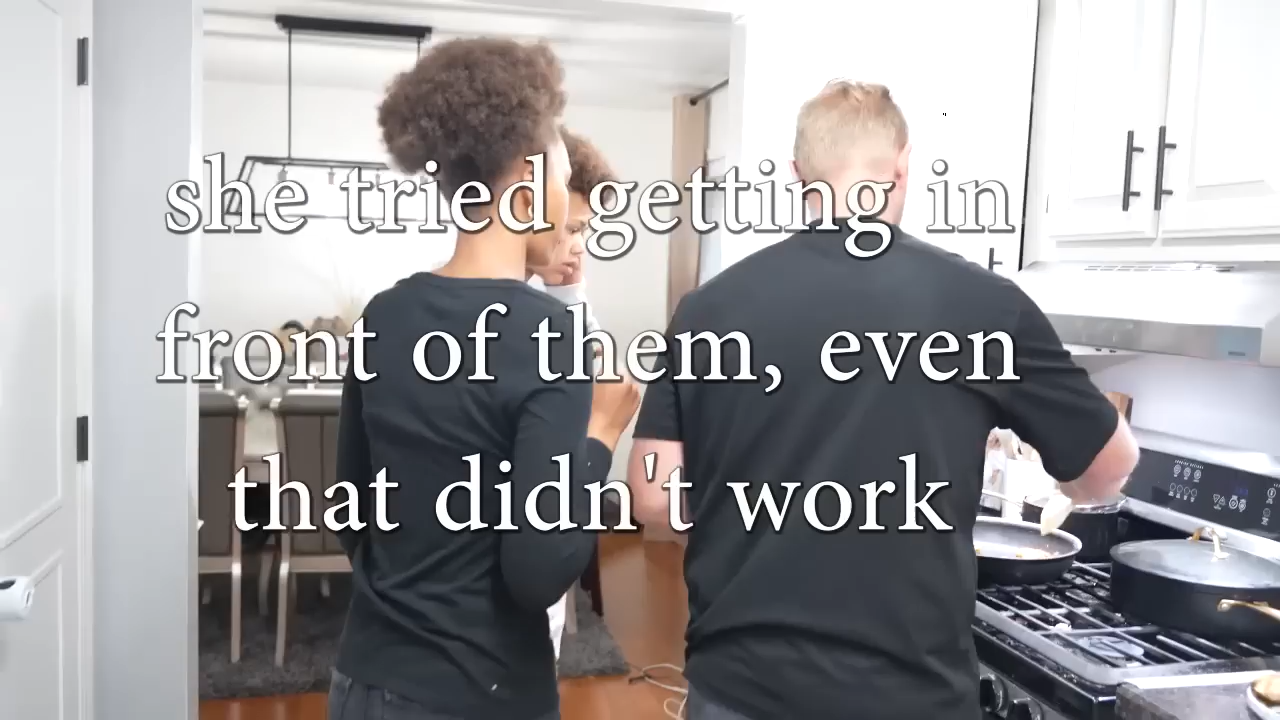 she tried getting in
front of them, even
that didn't work